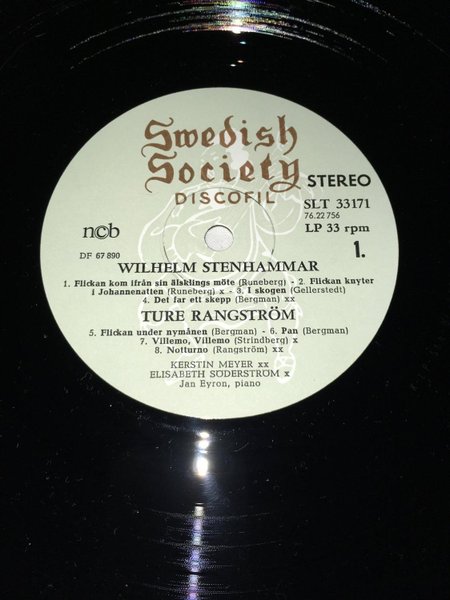 Swedish
Society
DISCOFIL
STEREO
SLT 33171
76.22 756
LP 33 rpm
1.
ncb
DF 67 890
WILHELM STENHAMMAR
1. Flickan kom ifrån sin älsklings möte (Runeberg) - 2. Flickan knyter
i Johannenatten (Runeberg x - 3. I skogen (Gellerstedt)
4. Det far ett skepp (Bergman) xx
TURE RANGSTRÖM
5. Flickan under nymånen (Bergman) - 6. Pan (Bergman)
7. Villemo, Villemo (Strindberg) x
8. Notturno (Rangström) xx
KERSTIN MEYER xx
ELISABETH SÖDERSTRÖM x
Jan Eyron, piano